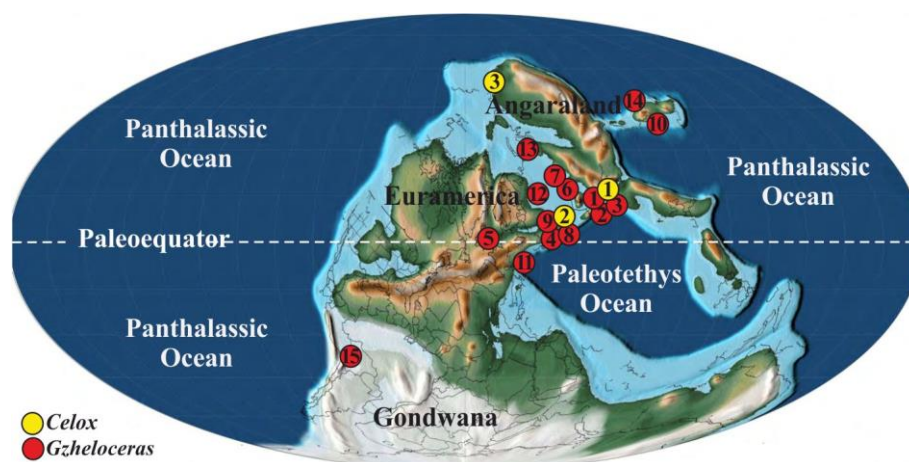 3
14
Angaraland
10
Panthalassic
Ocean
13
Panthalassic
Ocean
7
6
Euramerica
12
1
1
3
2
2
9
Paleoequator
5
4
8
11
Paleotethys
Ocean
Panthalassic
Ocean
15
Gondwana
Celox
Gzheloceras